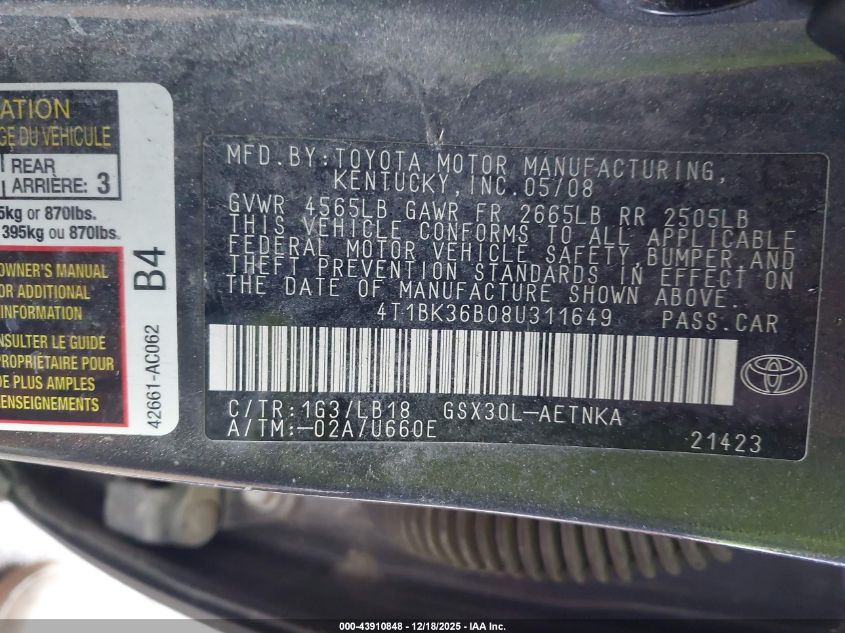 ATION
GE DU VÉHICULE
REAR
ARRIÈRE: 3
5kg or 870lbs.
395kg ou 870lbs.
OWNER'S MANUAL
OR ADDITIONAL
INFORMATION
CONSULTER LE GUIDE
PROPRIÉTAIRE POUR
DE PLUS AMPLES
RENSEIGNEMENTS
B4
42661-AC062
MFD.BY:TOYOTA MOTOR MANUFACTURING,
KENTUCKY,INC.05/08
GVWR 4565LB GAWR FR 2665LB RR 2505LB
THIS VEHICLE CONFORMS TO ALL APPLICABLE
FEDERAL MOTOR VEHICLE SAFETY,BUMPER,AND
THEFT PREVENTION STANDARDS IN EFFECT ON
THE DATE OF MANUFACTURE SHOWN ABOVE.
4T1BK36B08U311649 PASS.CAR
C/TR:1G3/LB18 GSX30L-AETNKA
A/TM:-02A/U660E
21423
000-43910848 - 12/18/2025 - IAA Inc.